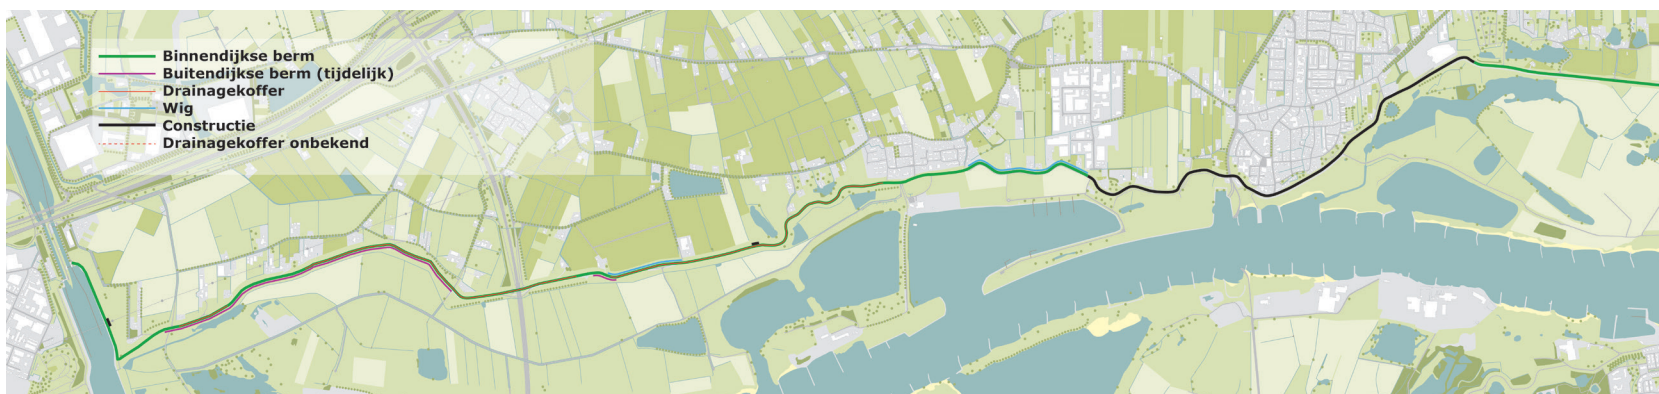 Binnendijkse berm
Buitendijkse berm (tijdelijk)
Drainagekoffer
Wig
Constructie
Drainagekoffer onbekend